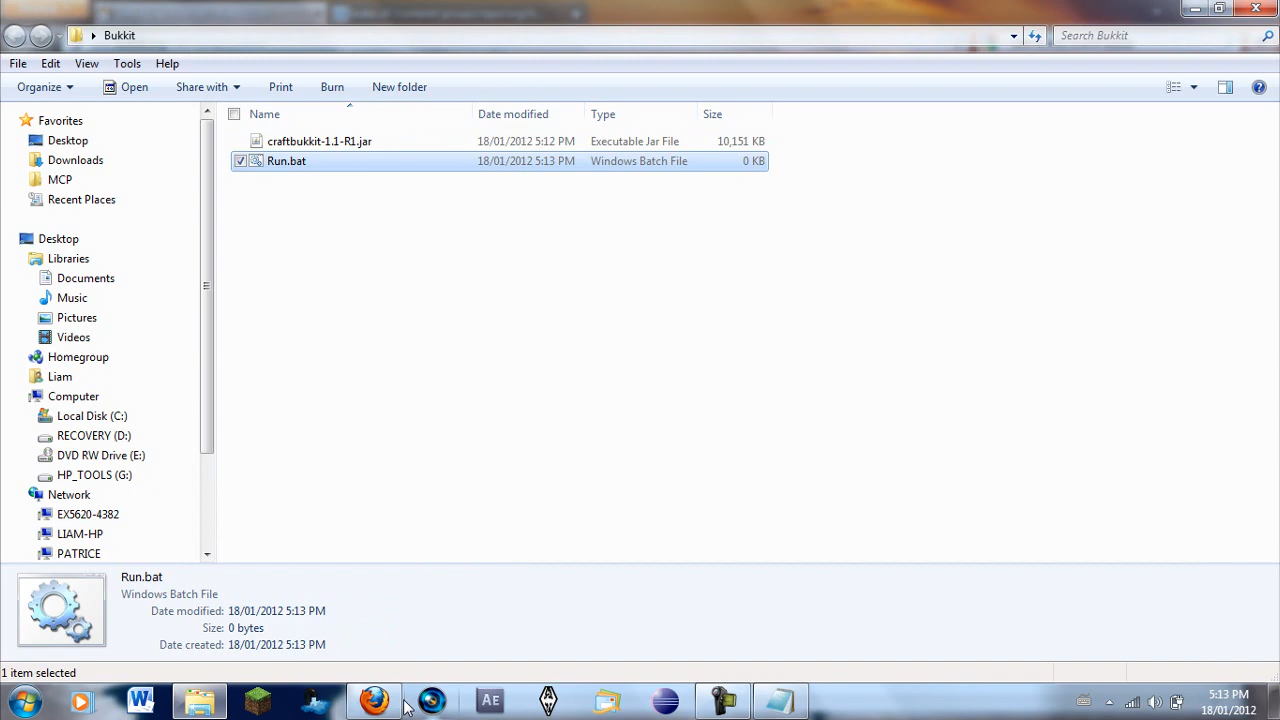 Bukkit
Search Bukkit
File Edit View Tools Help
Organize Open Share with Print Burn New folder
Name Date modified Type Size
craftbukkit-1.1-R1.jar 18/01/2012 5:12 PM Executable Jar File 10,151 KB
Run.bat 18/01/2012 5:13 PM Windows Batch File 0 KB
Favorites
Desktop
Downloads
MCP
Recent Places
Desktop
Libraries
Documents
Music
Pictures
Videos
Homegroup
Liam
Computer
Local Disk (C:)
RECOVERY (D:)
DVD RW Drive (E:)
HP_TOOLS (G:)
Network
EX5620-4382
LIAM-HP
PATRICE
Run.bat
Windows Batch File
Date modified: 18/01/2012 5:13 PM
Size: 0 bytes
Date created: 18/01/2012 5:13 PM
1 item selected
Ae
5:13 PM
18/01/2012